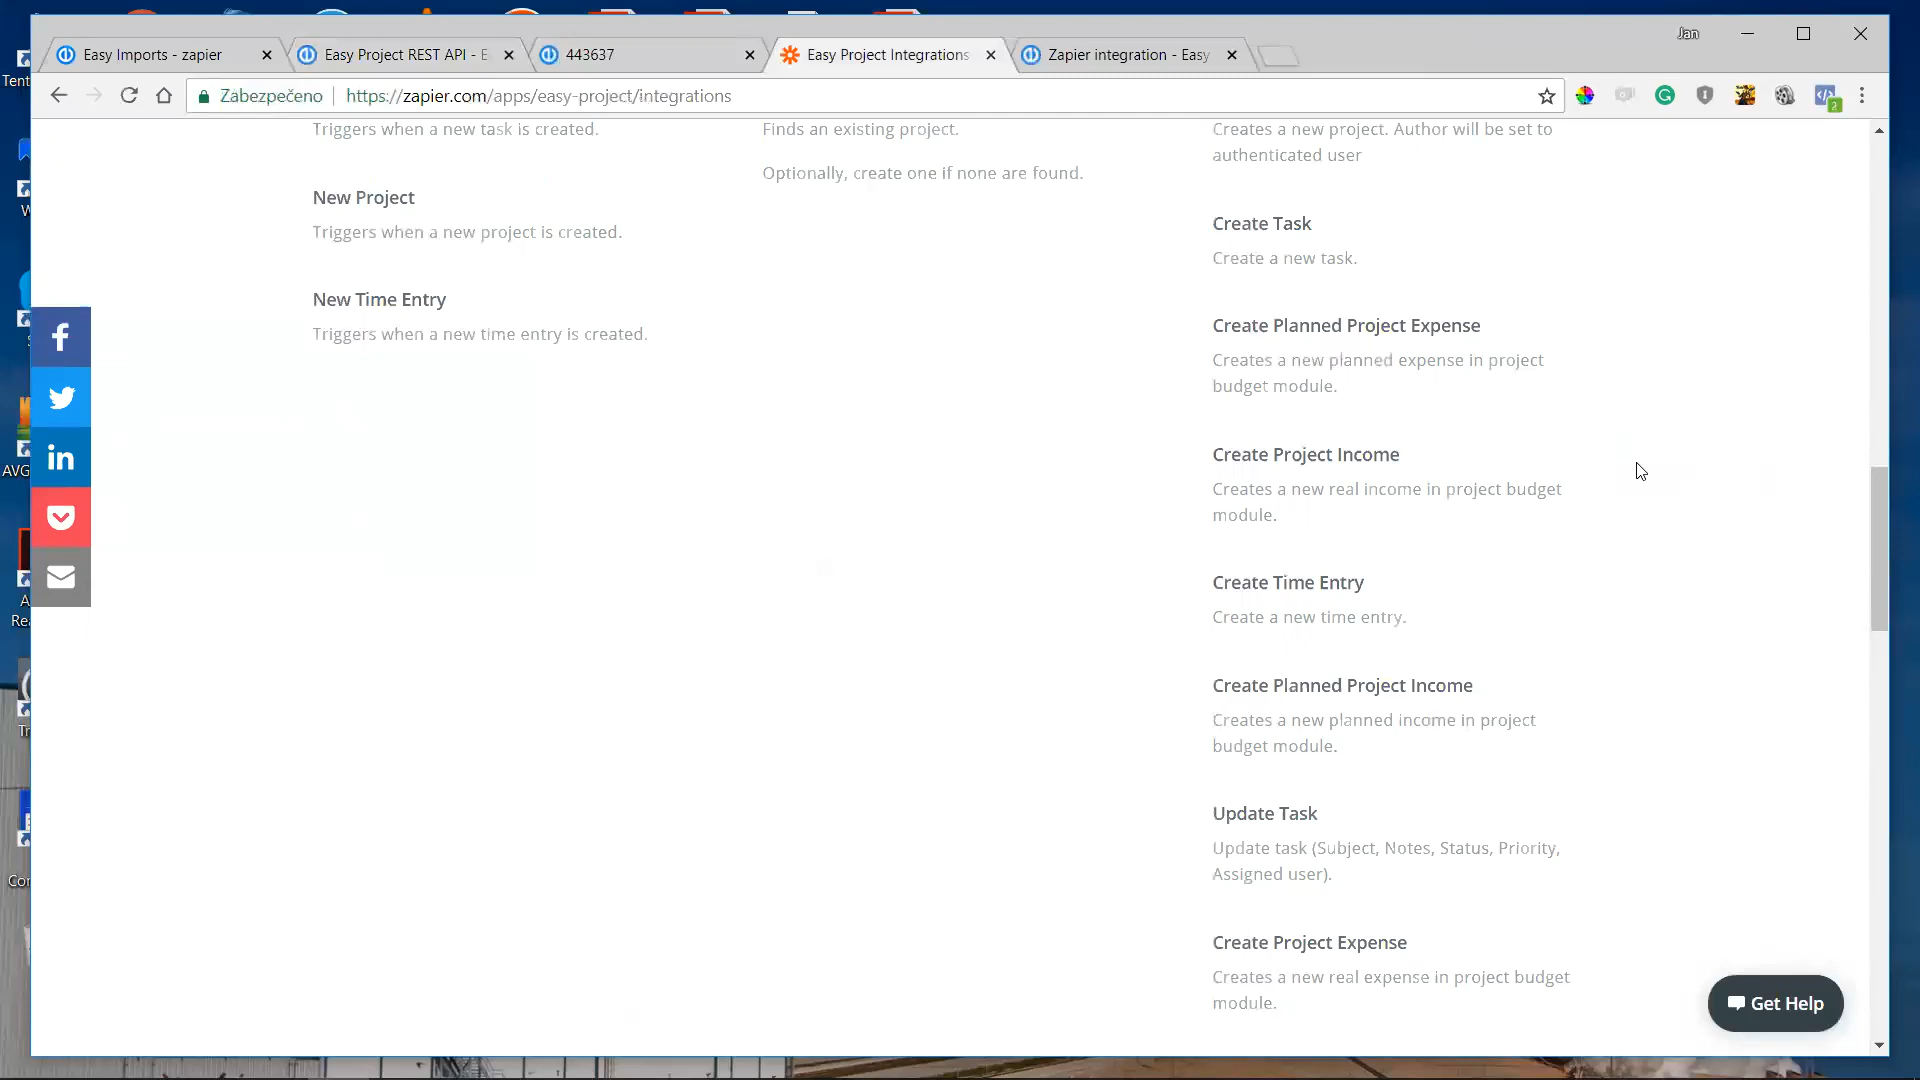 Jan
Easy Imports - zapier
Easy Project REST API - E
443637
Easy Project Integrations
Zapier integration - Easy
Zabezpečeno
https://zapier.com/apps/easy-project/integrations
2
Triggers when a new task is created.
New Project
Triggers when a new project is created.
New Time Entry
Triggers when a new time entry is created.
Finds an existing project.
Optionally, create one if none are found.
Creates a new project. Author will be set to
authenticated user
Create Task
Create a new task.
Create Planned Project Expense
Creates a new planned expense in project
budget module.
Create Project Income
Creates a new real income in project budget
module.
Create Time Entry
Create a new time entry.
Create Planned Project Income
Creates a new planned income in project
budget module.
Update Task
Update task (Subject, Notes, Status, Priority,
Assigned user).
Create Project Expense
Creates a new real expense in project budget
module.
Get Help
Tent
W
S
AVG
A
Rea
Tr
Cor